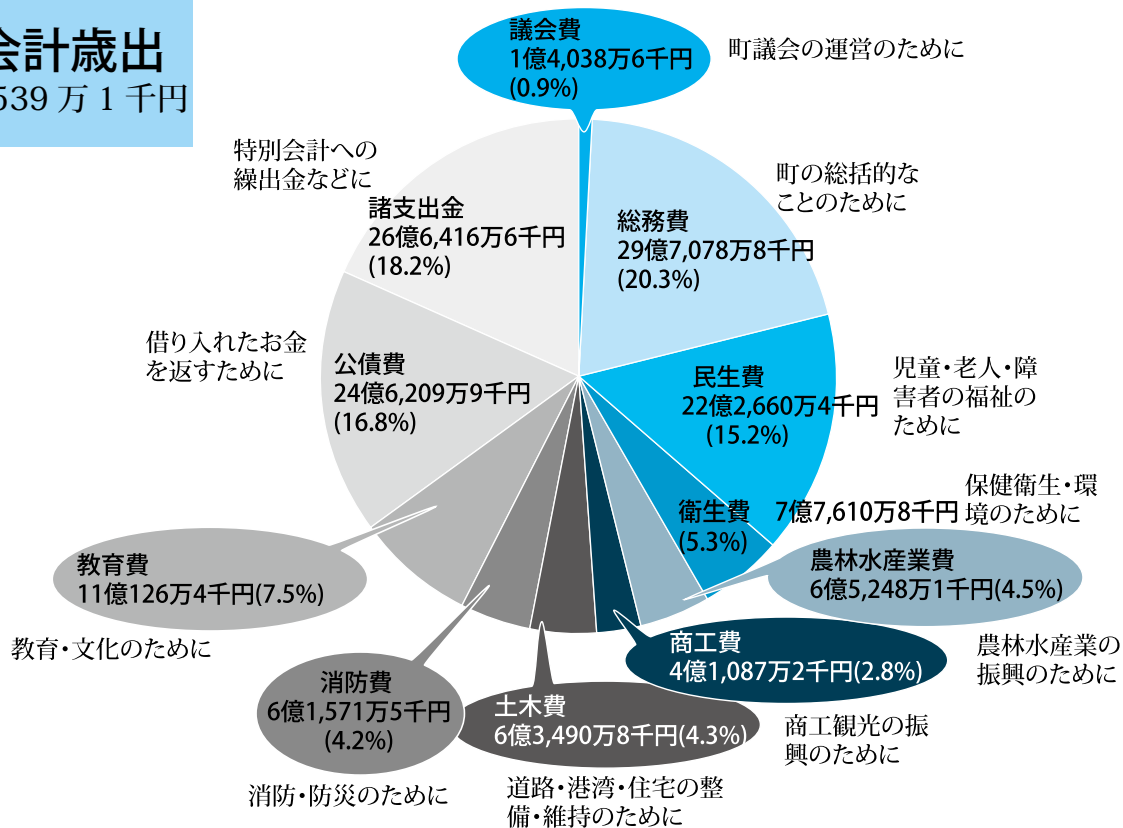 会計歳出
539万1千円
議会費
1億4,038万6千円
(0.9%)
町議会の運営のために
総務費
29億7,078万8千円
(20.3%)
町の総括的な
ことのために
民生費
22億2,660万4千円
(15.2%)
児童・老人・障
害者の福祉の
ために
衛生費 7億7,610万8千円
(5.3%)
保健衛生・環
境のために
農林水産業費
6億5,248万1千円(4.5%)
農林水産業の
振興のために
商工費
4億1,087万2千円(2.8%)
商工観光の振
興のために
土木費
6億3,490万8千円(4.3%)
道路・港湾・住宅の整
備・維持のために
消防費
6億1,571万5千円
(4.2%)
消防・防災のために
教育費
11億126万4千円(7.5%)
教育・文化のために
公債費
24億6,209万9千円
(16.8%)
借り入れたお金
を返すために
諸支出金
26億6,416万6千円
(18.2%)
特別会計への
繰出金などに